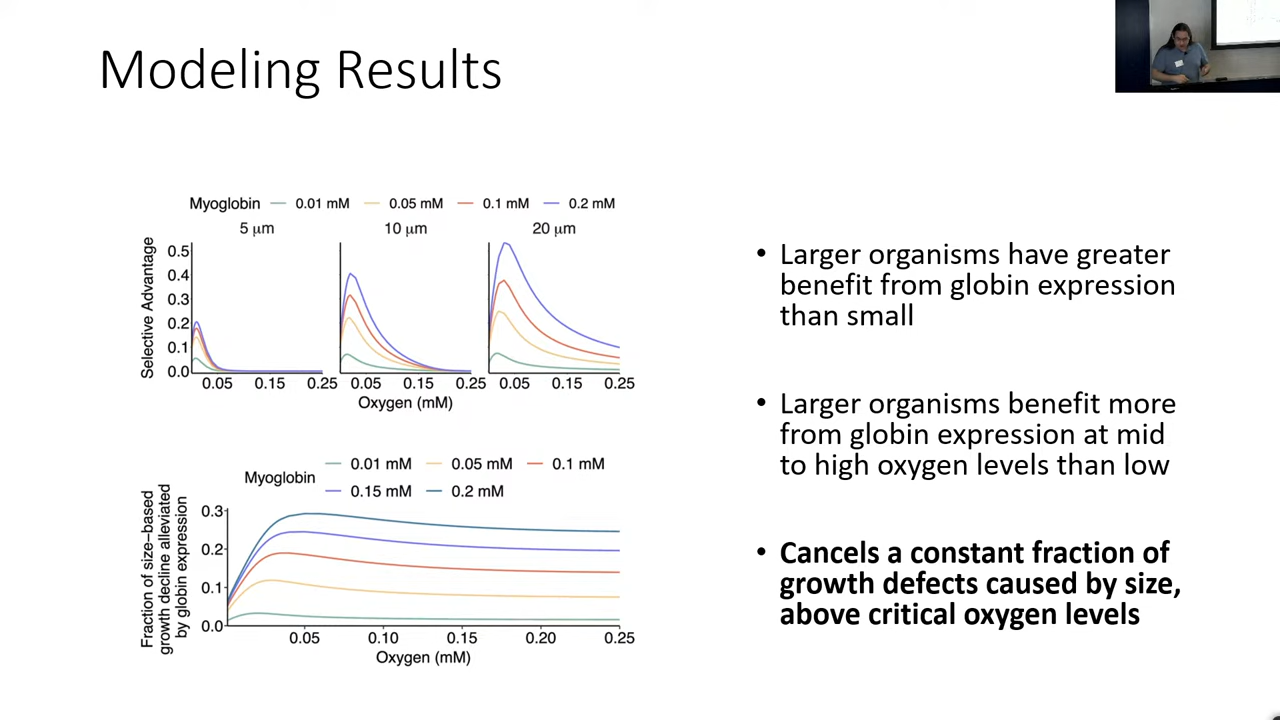 Modeling Results
Myoglobin 0.01 mM 0.05 mM 0.1 mM 0.2 mM
5 μm 10 μm 20 μm
Selective Advantage
0.5
0.4
0.3
0.2
0.1
0.0
0.05 0.15 0.25 0.05 0.15 0.05 0.15 0.25
Oxygen (mM)
Myoglobin
0.01 mM 0.05 mM 0.1 mM
0.15 mM 0.2 mM
Fraction of size–based
growth decline alleviated
by globin expression
0.3
0.2
0.1
0.0
0.05 0.10 0.15 0.20 0.25
Oxygen (mM)
• Larger organisms have greater
benefit from globin expression
than small
• Larger organisms benefit more
from globin expression at mid
to high oxygen levels than low
• Cancels a constant fraction of
growth defects caused by size,
above critical oxygen levels